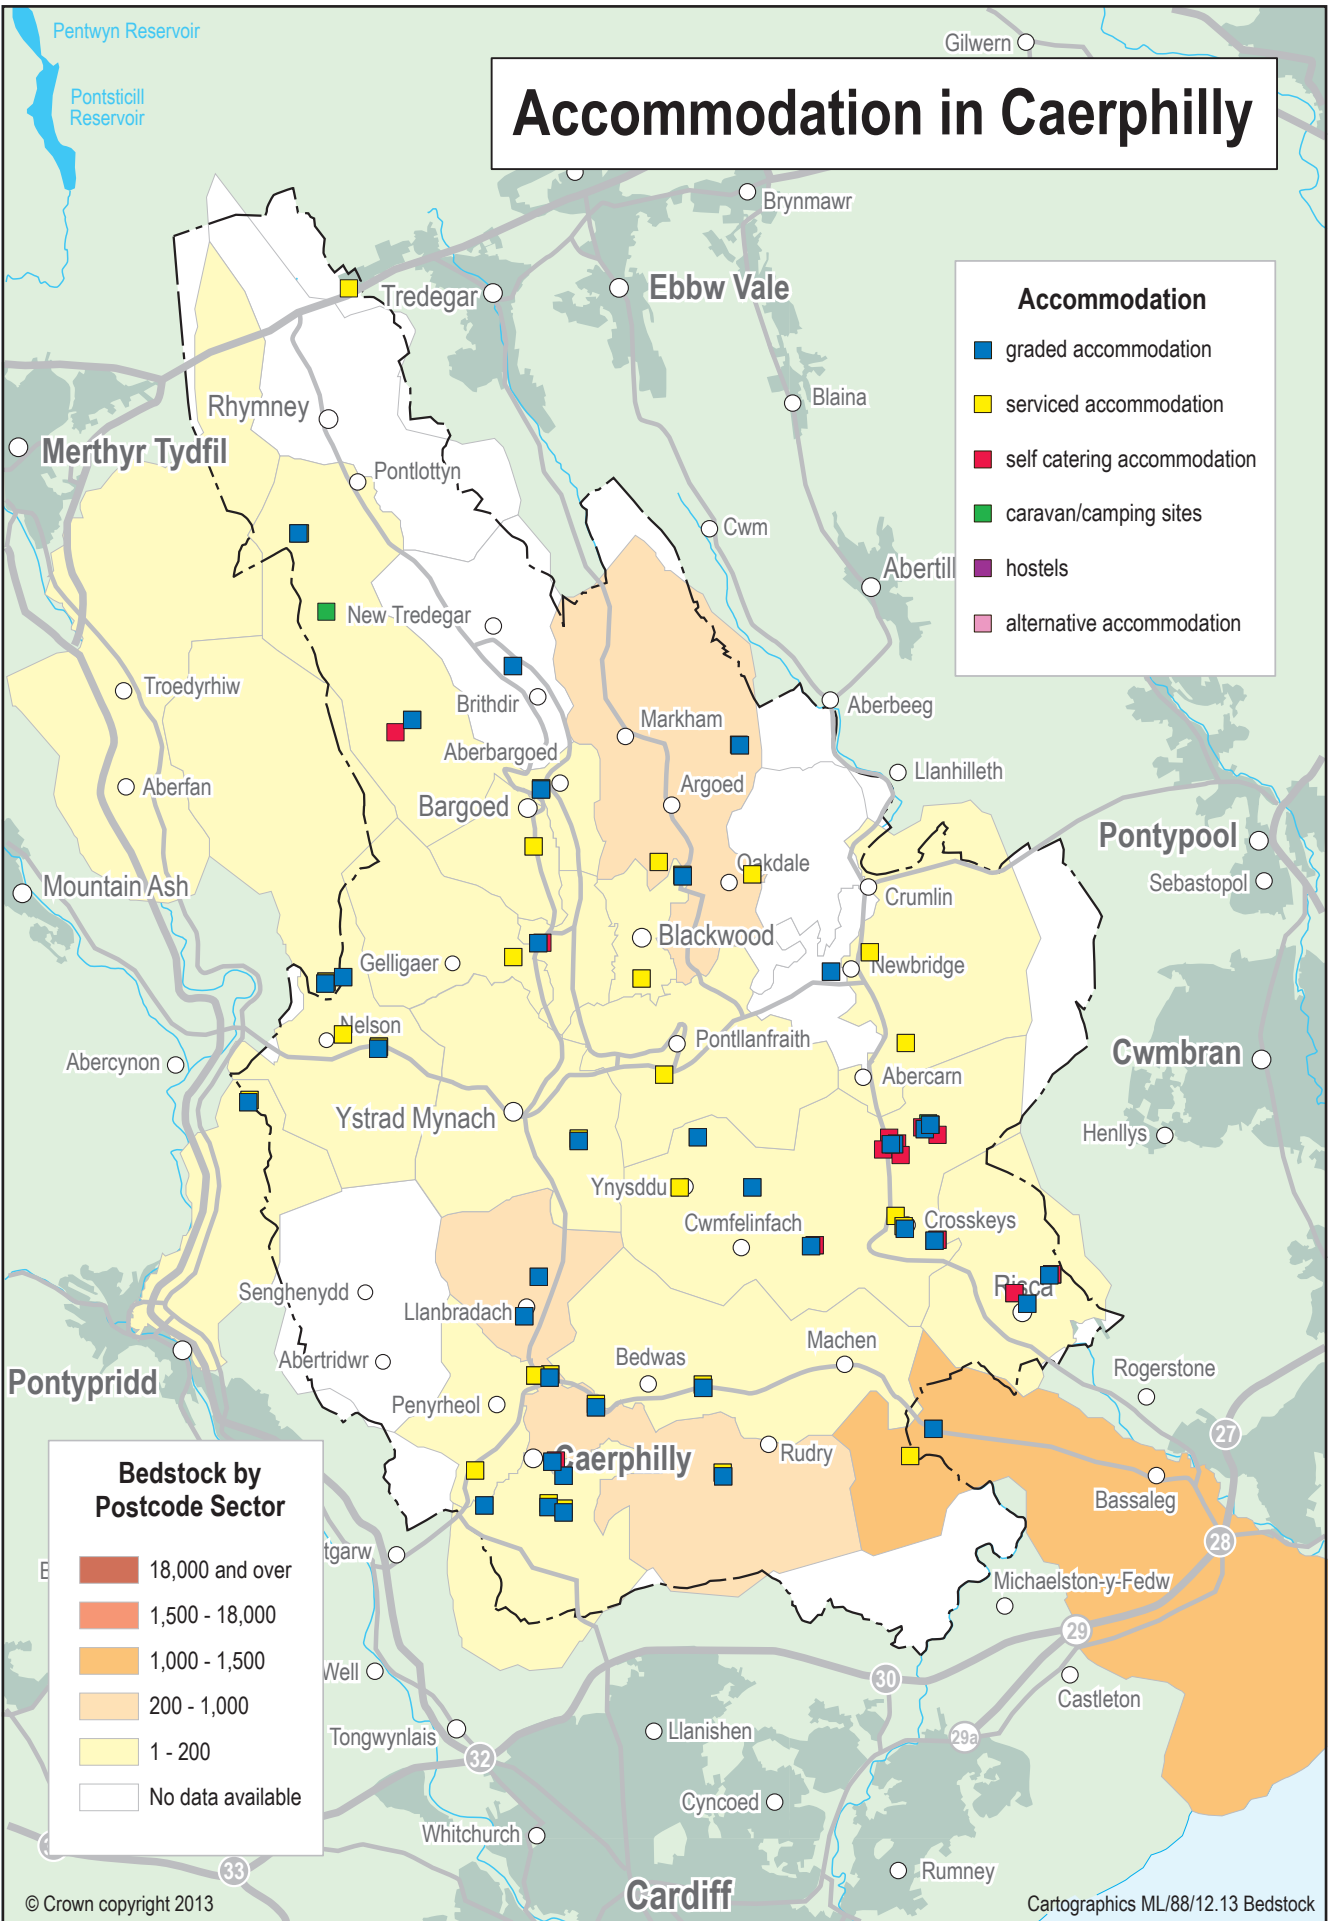 Pentwyn Reservoir
Gilwern
Pontsticill
Reservoir
Accommodation in Caerphilly
Brynmawr
Tredegar
Ebbw Vale
Accommodation
graded accommodation
serviced accommodation
self catering accommodation
caravan/camping sites
hostels
alternative accommodation
Blaina
Rhymney
Merthyr Tydfil
Pontlottyn
Cwm
Abertill
New Tredegar
Troedyrhiw
Brithdir
Aberbeeg
Markham
Aberbargoed
Llanhilleth
Aberfan
Argoed
Bargoed
Pontypool
Oakdale
Sebastopol
Mountain Ash
Crumlin
Blackwood
Gelligaer
Newbridge
Nelson
Pontllanfraith
Cwmbran
Abercynon
Abercarn
Ystrad Mynach
Henllys
Ynysddu
Cwmfelinfach
Crosskeys
Senghenydd
Risca
Llanbradach
Machen
Abertridwr
Bedwas
Rogerstone
Pontypridd
Penyrheol
27
Caerphilly
Rudry
Bassaleg
28
Bedstock by
Postcode Sector
18,000 and over
1,500 - 18,000
1,000 - 1,500
200 - 1,000
1 - 200
No data available
tgarw
E
Michaelston-y-Fedw
29
Well
30
Castleton
Tongwynlais
Llanishen
29a
32
Cyncoed
Whitchurch
33
Rumney
Cardiff
© Crown copyright 2013
Cartographics ML/88/12.13 Bedstock